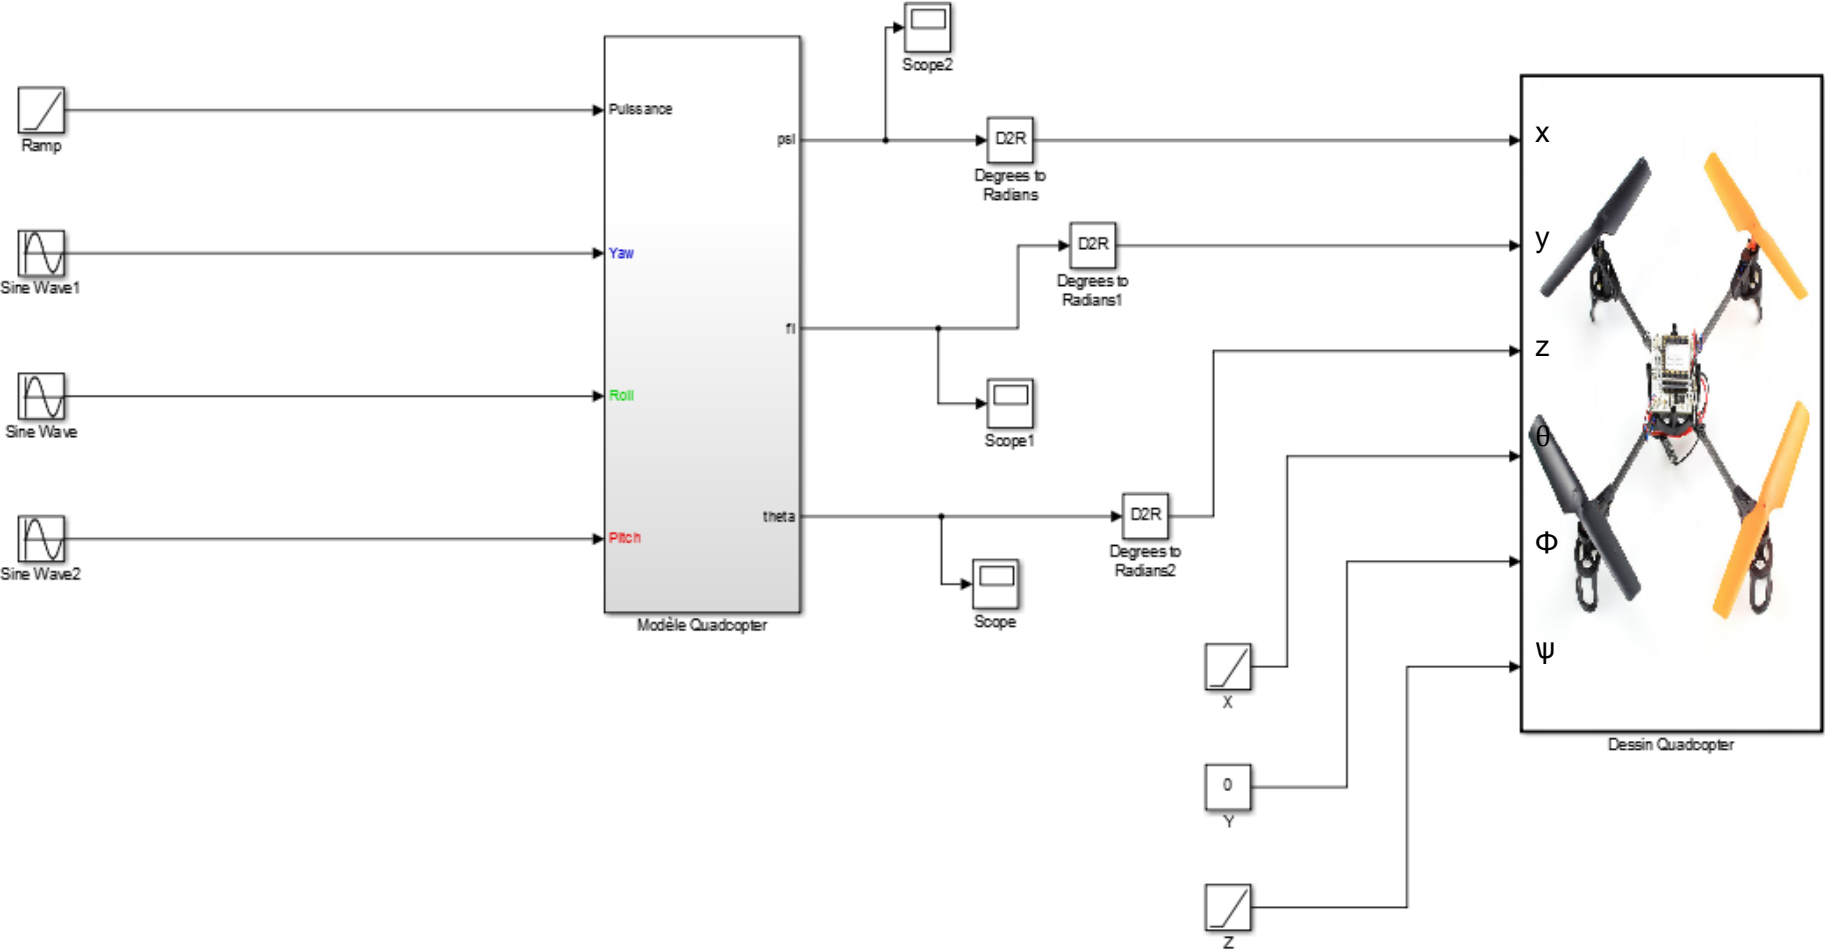 Scope2
Ramp
Puissance
psi
D2R
Degrees to
Radians
x
Sine Wave1
Yaw
D2R
Degrees to
Radians1
y
fi
z
Sine Wave
Roll
Scope1
θ
Sine Wave2
Pitch
theta
D2R
Degrees to
Radians2
Φ
Scope
Modèle Quadcopter
ψ
X
Dessin Quadcopter
0
Y
Z